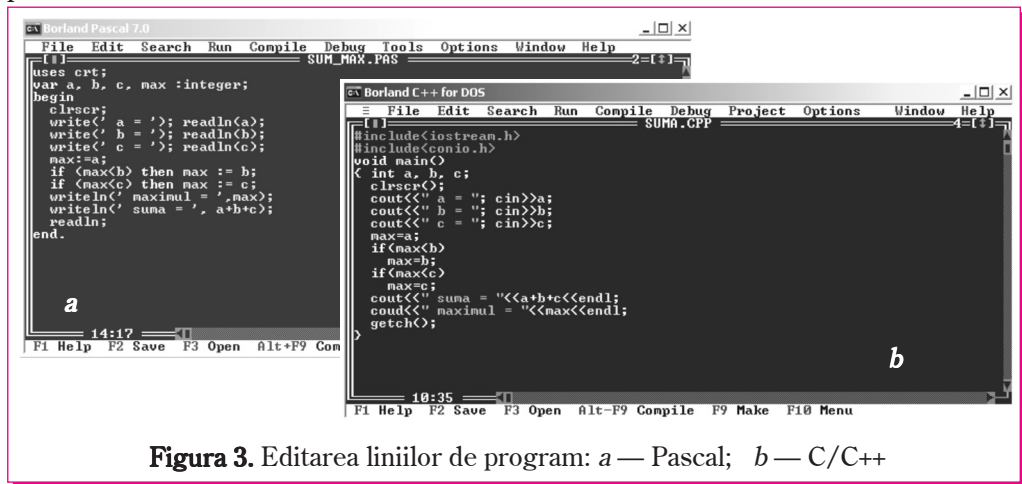 Borland Pascal 7.0
File Edit Search Run Compile Debug Tools Options Window Help
SUM_MAX.PAS 2=[↕]
uses crt;
var a, b, c, max :integer;
begin
clrscr;
write(' a = '); readln(a);
write(' b = '); readln(b);
write(' c = '); readln(c);
max:=a;
if (max<b) then max := b;
if (max<c) then max := c;
writeln(' maximul = ',max);
writeln(' suma = ', a+b+c);
readln;
end.
a
14:17
F1 Help F2 Save F3 Open Alt+F9 Com
Borland C++ for DOS
≡ File Edit Search Run Compile Debug Project Options Window Help
SUMA.CPP 4=[↕]
#include<iostream.h>
#include<conio.h>
void main()
{ int a, b, c;
clrscr();
cout<<" a = "; cin>>a;
cout<<" b = "; cin>>b;
cout<<" c = "; cin>>c;
max=a;
if(max<b)
max=b;
if(max<c)
max=c;
cout<<" suma = "<<a+b+c<<endl;
coud<<" maximul = "<<max<<endl;
getch();
}
b
10:35
F1 Help F2 Save F3 Open Alt-F9 Compile F9 Make F10 Menu
Figura 3. Editarea liniilor de program: a — Pascal; b — C/C++